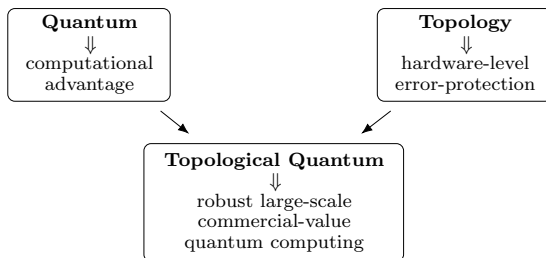 Quantum
⇓
computational
advantage
Topology
⇓
hardware-level
error-protection
Topological Quantum
⇓
robust large-scale
commercial-value
quantum computing